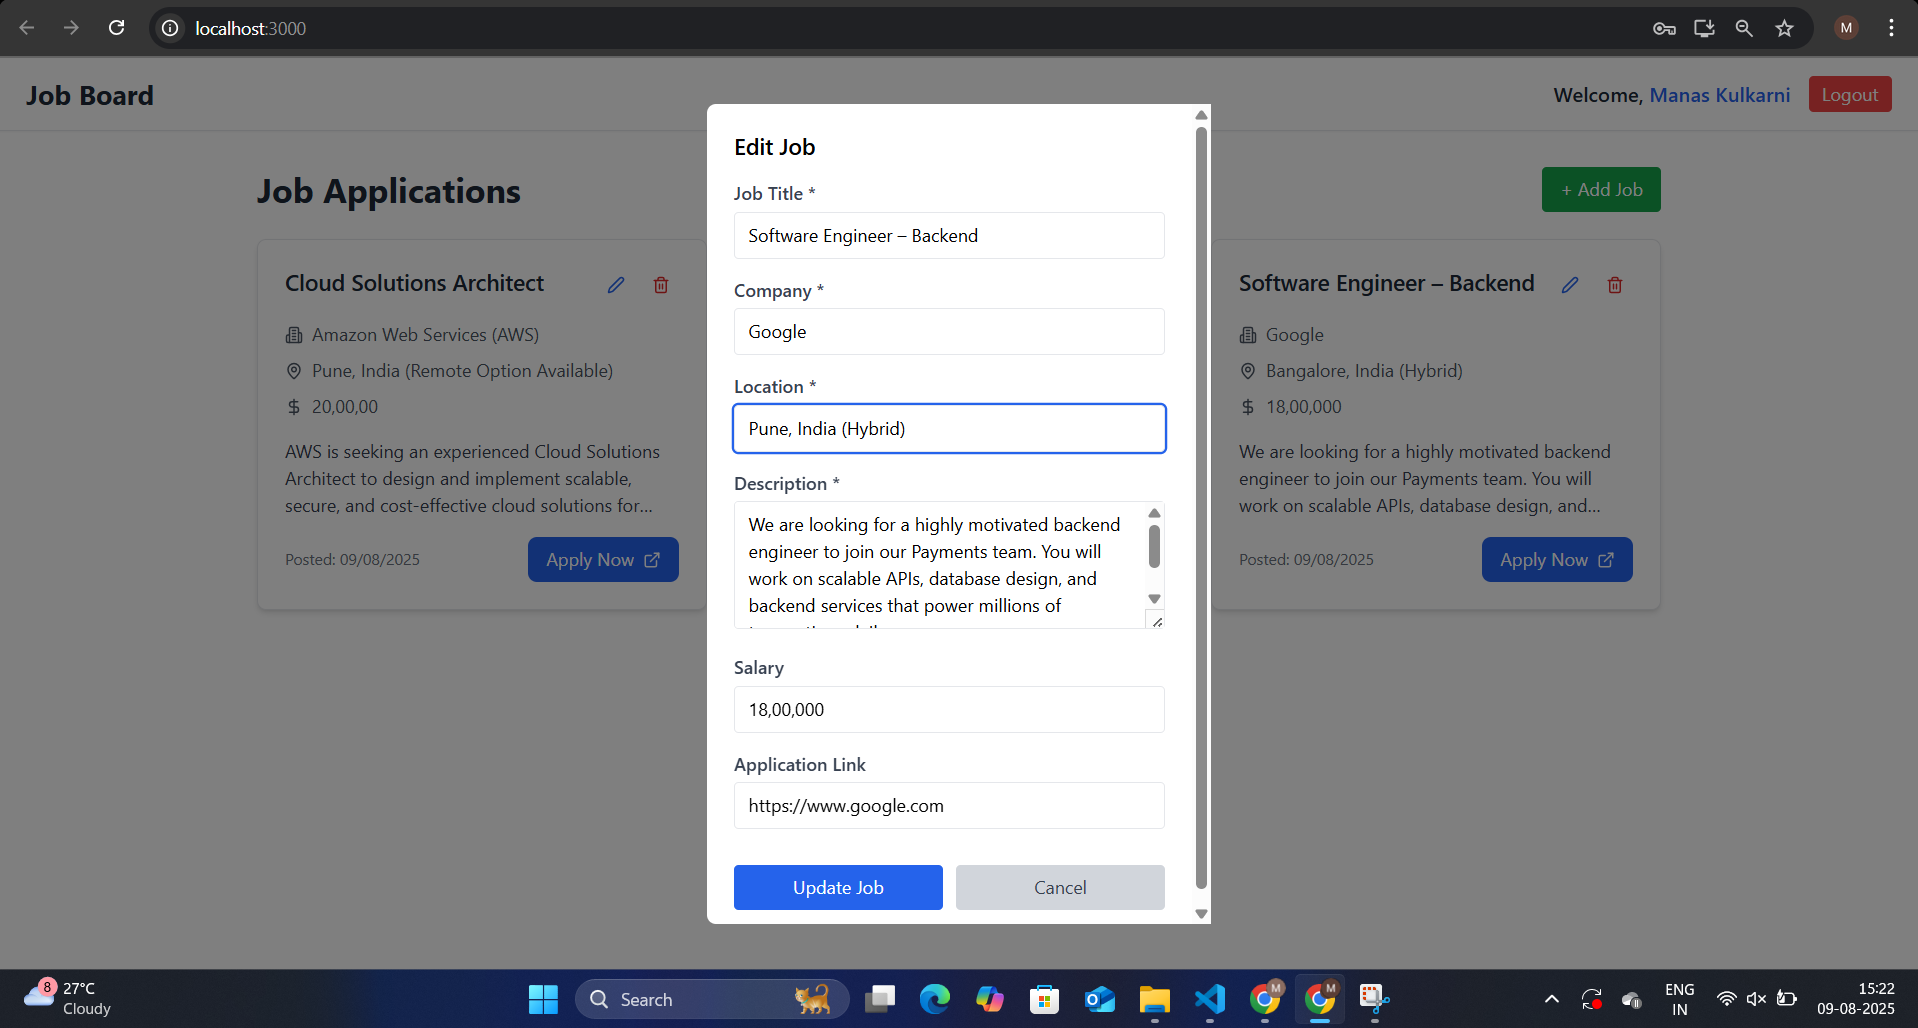 localhost:3000
M
Job Board
Welcome, Manas Kulkarni
Logout
Job Applications
+ Add Job
Cloud Solutions Architect
Amazon Web Services (AWS)
Pune, India (Remote Option Available)
$ 20,00,00
AWS is seeking an experienced Cloud Solutions
Architect to design and implement scalable,
secure, and cost-effective cloud solutions for...
Posted: 09/08/2025
Apply Now
Edit Job
Job Title *
Software Engineer – Backend
Company *
Google
Location *
Pune, India (Hybrid)
Description *
We are looking for a highly motivated backend
engineer to join our Payments team. You will
work on scalable APIs, database design, and
backend services that power millions of
Salary
18,00,000
Application Link
https://www.google.com
Update Job
Cancel
Software Engineer – Backend
Google
Bangalore, India (Hybrid)
$ 18,00,000
We are looking for a highly motivated backend
engineer to join our Payments team. You will
work on scalable APIs, database design, and...
Posted: 09/08/2025
Apply Now
8
27°C
Cloudy
Search
M
M
ENG
IN
15:22
09-08-2025